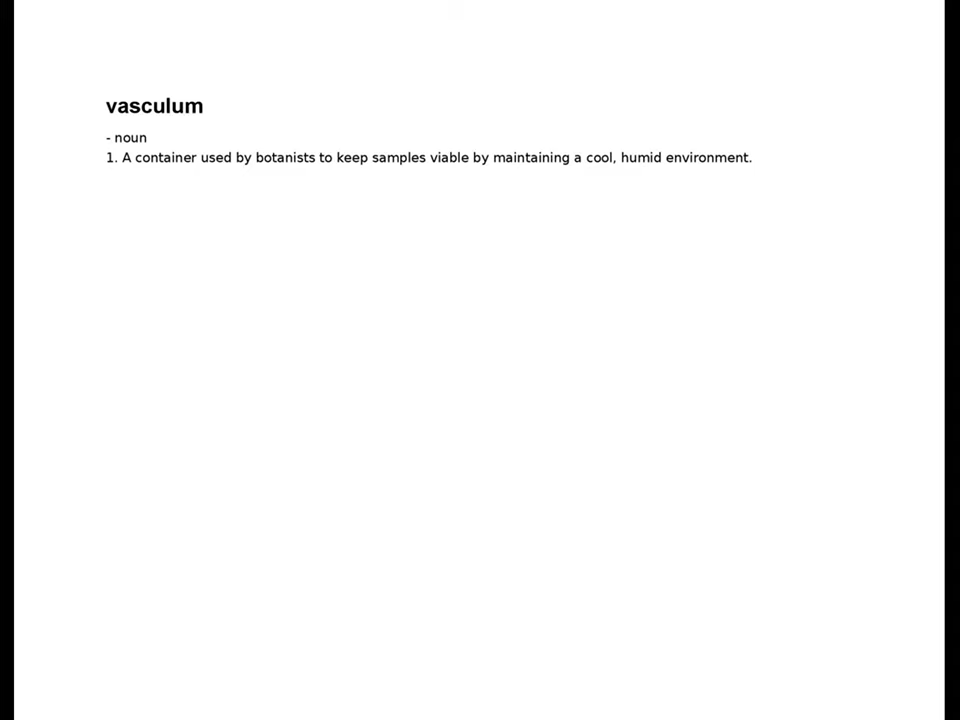 vasculum
- noun
1. A container used by botanists to keep samples viable by maintaining a cool, humid environment.